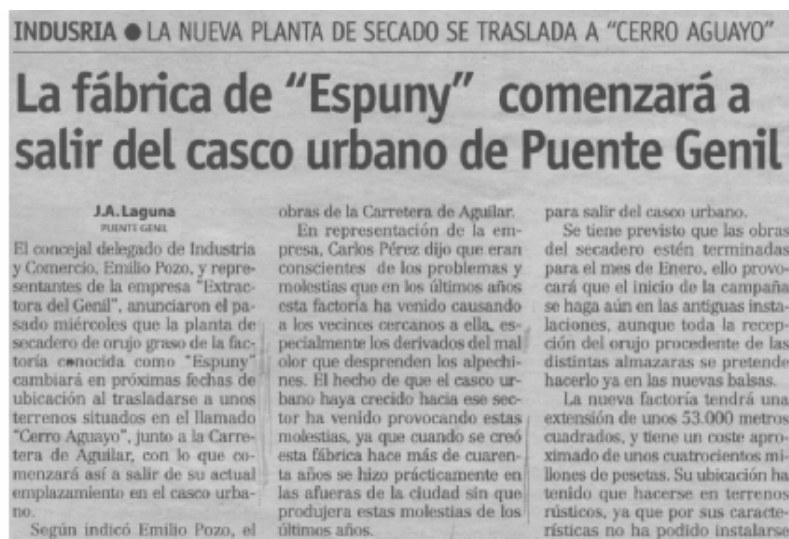 INDUSRIA ● LA NUEVA PLANTA DE SECADO SE TRASLADA A “CERRO AGUAYO”
La fábrica de “Espuny” comenzará a
salir del casco urbano de Puente Genil
J.A. Laguna
PUENTE GENIL
El concejal delegado de Industria
y Comercio, Emilio Pozo, y repre-
sentantes de la empresa "Extrac-
tora del Genil", anunciaron el pa-
sado miércoles que la planta de
secadero de orujo graso de la fac-
toría conocida como "Espuny"
cambiará en próximas fechas de
ubicación al trasladarse a unos
terrenos situados en el llamado
"Cerro Aguayo", junto a la Carre-
tera de Aguilar, con lo que co-
menzará así a salir de su actual
emplazamiento en el casco urba-
no.
Según indicó Emilio Pozo, el
obras de la Carretera de Aguilar.
En representación de la em-
presa, Carlos Pérez dijo que eran
conscientes de los problemas y
molestias que en los últimos años
esta factoría ha venido causando
a los vecinos cercanos a ella, es-
pecialmente los derivados del mal
olor que desprenden los alpechi-
nes. El hecho de que el casco ur-
bano haya crecido hacia ese sec-
tor ha venido provocando estas
molestias, ya que cuando se creó
esta fábrica hace más de cuaren-
ta años se hizo prácticamente en
las afueras de la ciudad sin que
produjera estas molestias de los
últimos años.
para salir del casco urbano.
Se tiene previsto que las obras
del secadero estén terminadas
para el mes de Enero, ello provo-
cará que el inicio de la campaña
se haga aún en las antiguas insta-
laciones, aunque toda la recep-
ción del orujo procedente de las
distintas almazaras se pretende
hacerlo ya en las nuevas balsas.
La nueva factoría tendrá una
extensión de unos 53.000 metros
cuadrados, y tiene un coste apro-
ximado de unos cuatrocientos mi-
llones de pesetas. Su ubicación ha
tenido que hacerse en terrenos
rústicos, ya que por sus caracte-
rísticas no ha podido instalarse